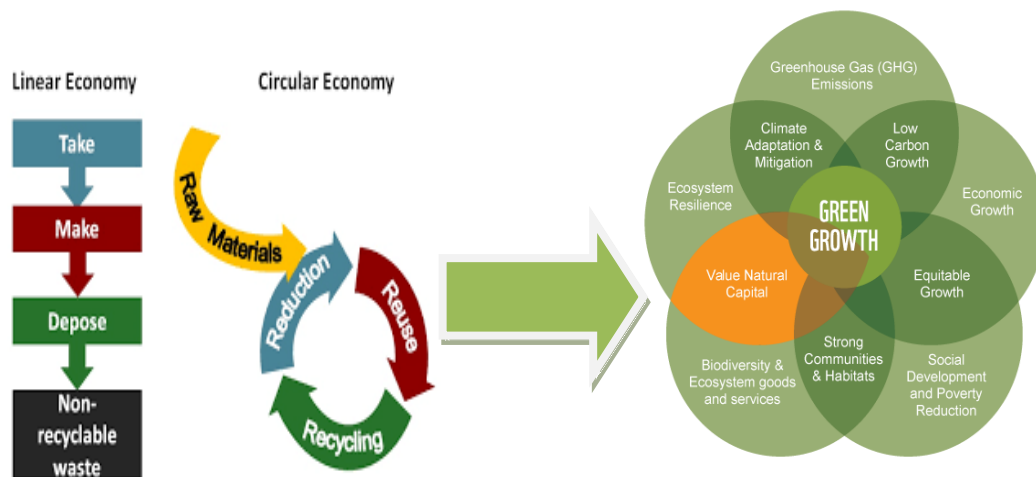 Linear Economy
Take
Make
Depose
Non-
recyclable
waste
Circular Economy
Raw Materials
Reduction
Reuse
Recycling
Greenhouse Gas (GHG)
Emissions
Climate
Adaptation &
Mitigation
Low
Carbon
Growth
Ecosystem
Resilience
Economic
Growth
GREEN
GROWTH
Value Natural
Capital
Equitable
Growth
Strong
Communities
& Habitats
Biodiversity &
Ecosystem goods
and services
Social
Development
and Poverty
Reduction